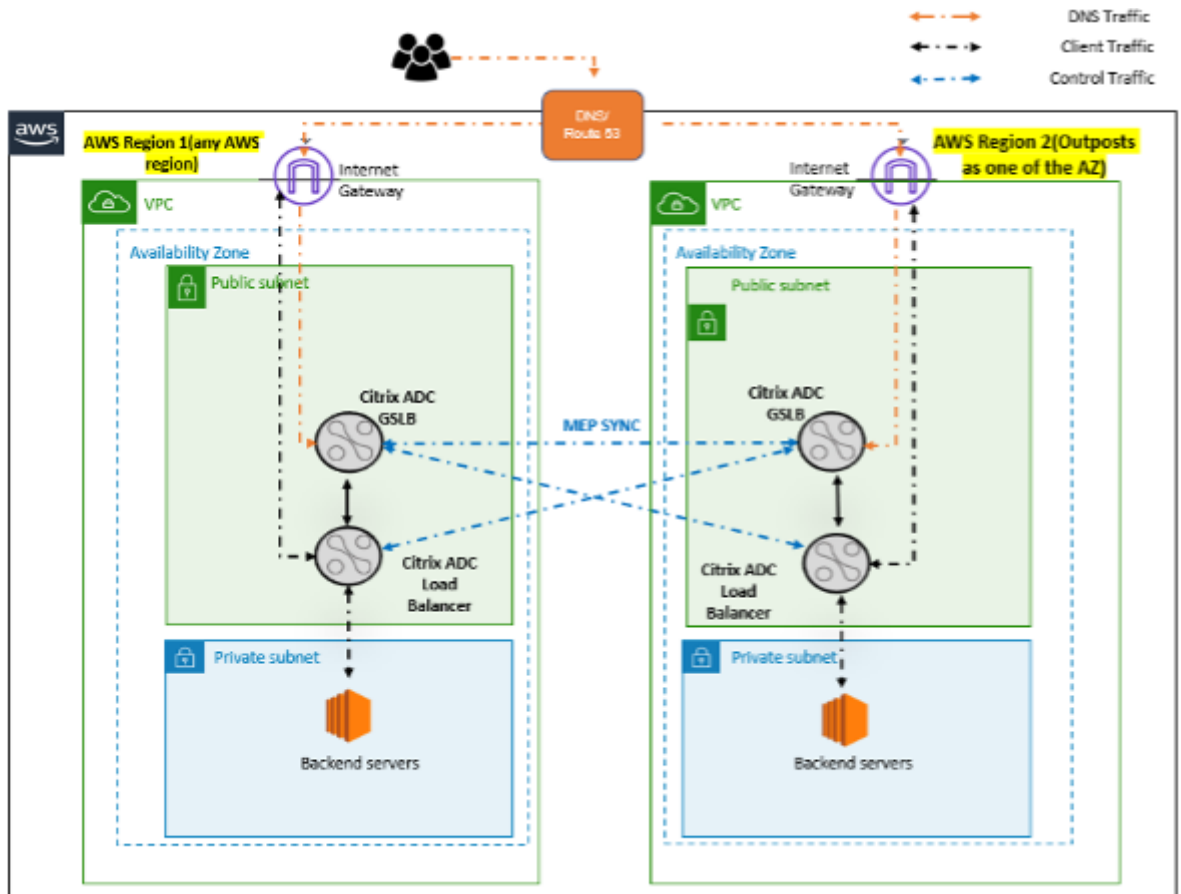 DNS Traffic
Client Traffic
Control Traffic
DNS/
Route 53
aws
AWS Region 1(any AWS
region)
Internet
Gateway
Internet
Gateway
AWS Region 2(Outposts
as one of the AZ)
VPC
VPC
Availability Zone
Availability Zone
Public subnet
Public subnet
Citrix ADC
GSLB
Citrix ADC
GSLB
MEP SYNC
Citrix ADC
Load
Balancer
Citrix ADC
Load
Balancer
Private subnet
Private subnet
Backend servers
Backend servers